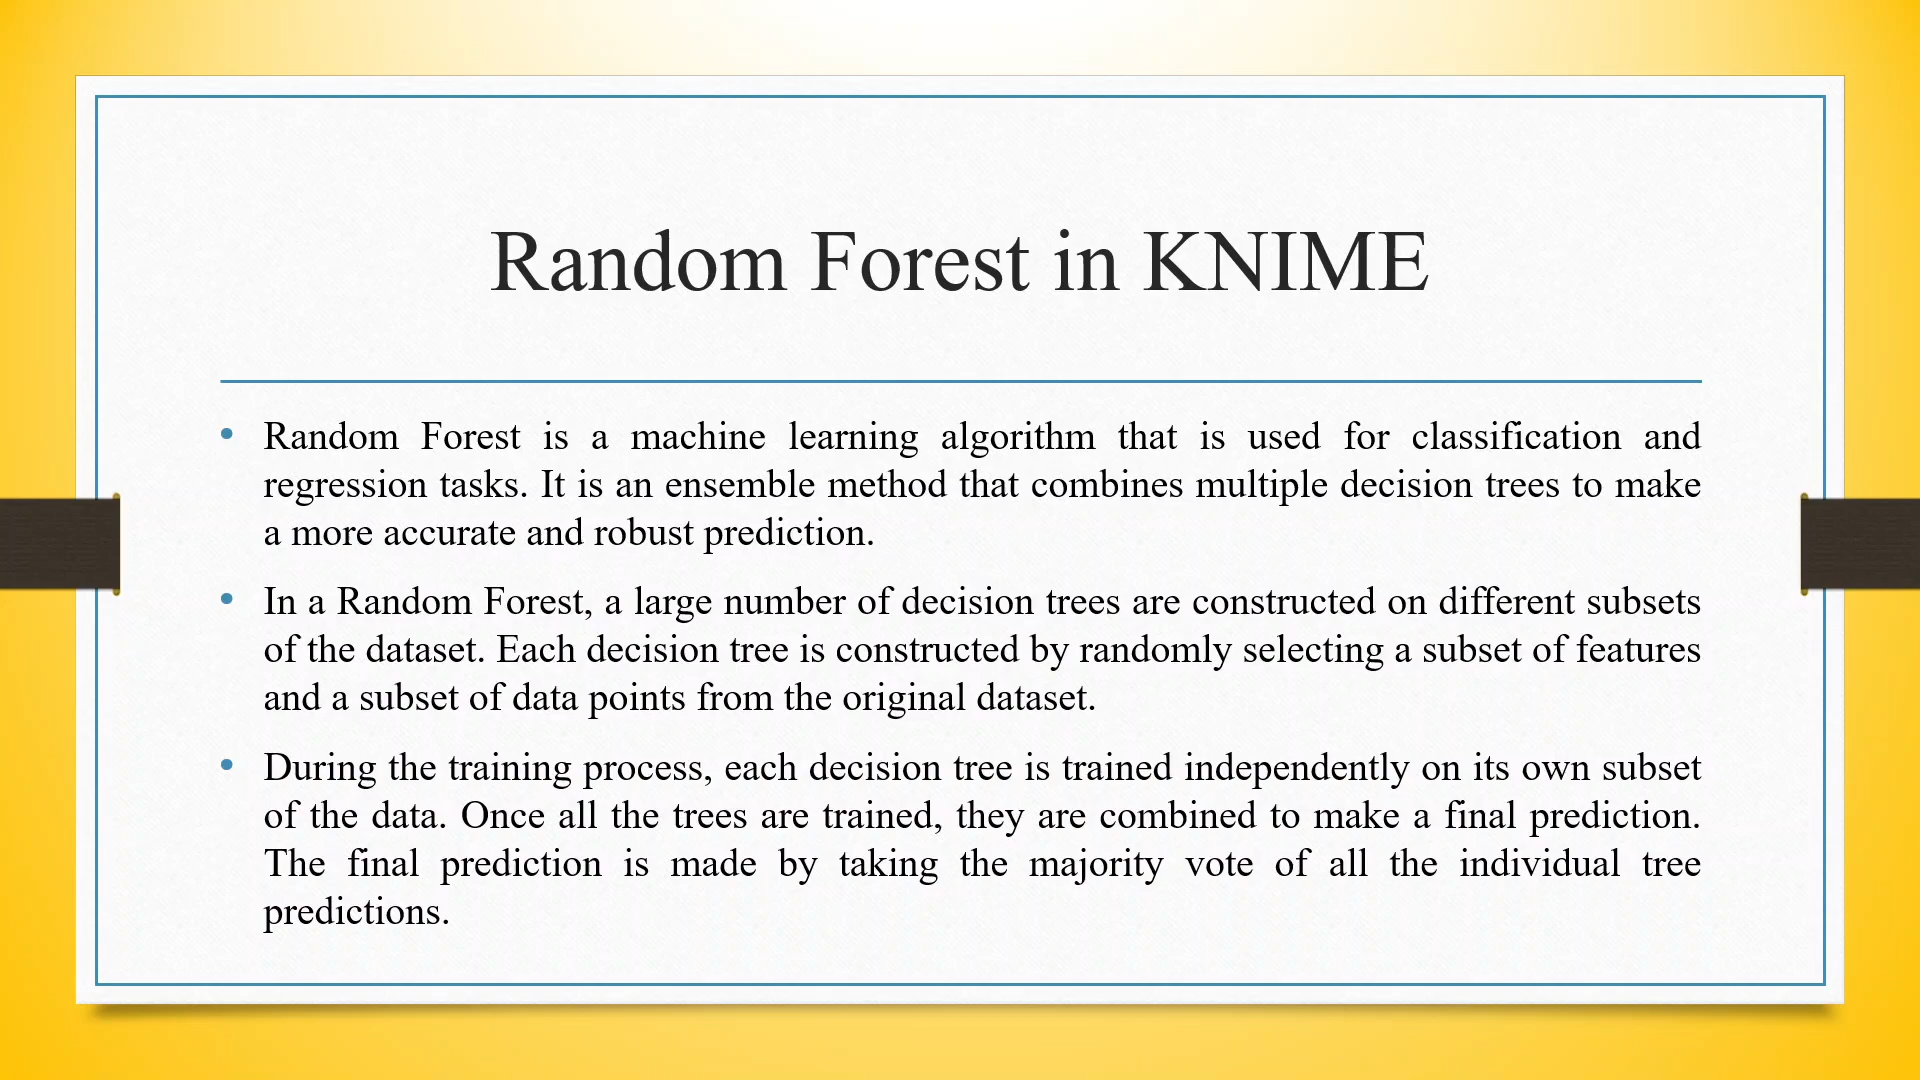 Random Forest in KNIME
• Random Forest is a machine learning algorithm that is used for classification and
regression tasks. It is an ensemble method that combines multiple decision trees to make
a more accurate and robust prediction.
• In a Random Forest, a large number of decision trees are constructed on different subsets
of the dataset. Each decision tree is constructed by randomly selecting a subset of features
and a subset of data points from the original dataset.
• During the training process, each decision tree is trained independently on its own subset
of the data. Once all the trees are trained, they are combined to make a final prediction.
The final prediction is made by taking the majority vote of all the individual tree
predictions.